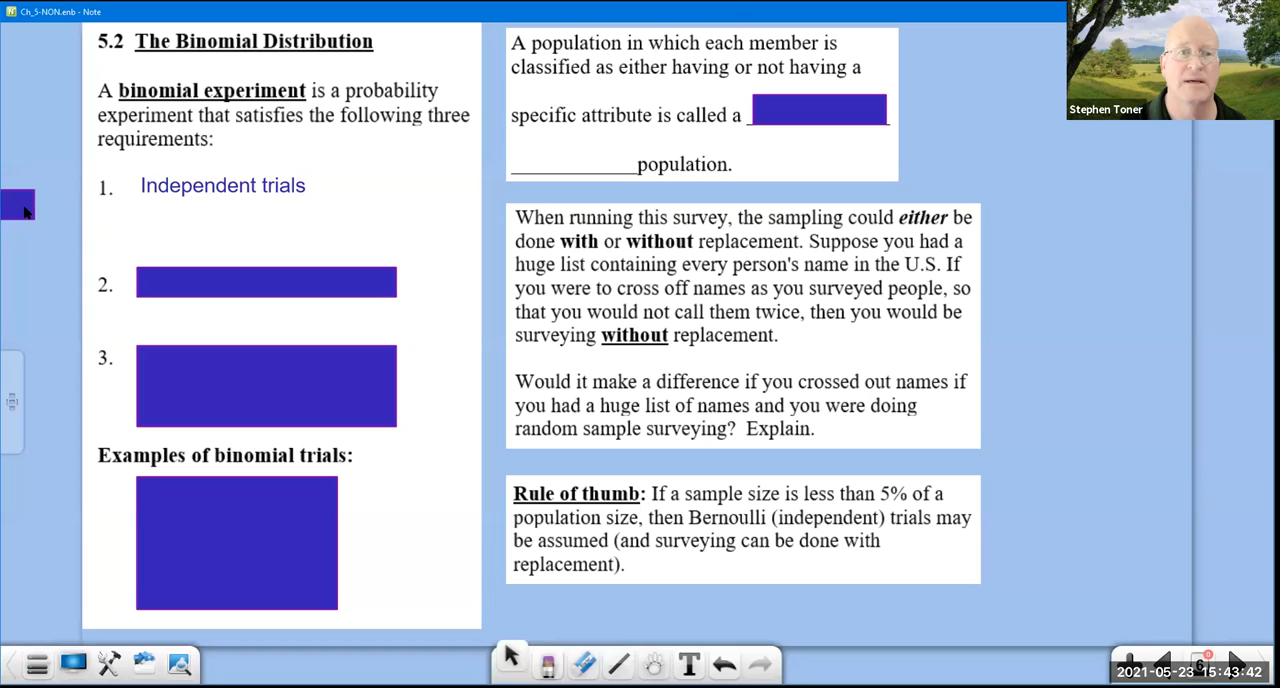 Ch_5-NON.enb - Note
5.2 The Binomial Distribution
A binomial experiment is a probability
experiment that satisfies the following three
requirements:
1. Independent trials
2.
3.
Examples of binomial trials:
A population in which each member is
classified as either having or not having a
specific attribute is called a _
____________population.
When running this survey, the sampling could either be
done with or without replacement. Suppose you had a
huge list containing every person's name in the U.S. If
you were to cross off names as you surveyed people, so
that you would not call them twice, then you would be
surveying without replacement.
Would it make a difference if you crossed out names if
you had a huge list of names and you were doing
random sample surveying? Explain.
Rule of thumb: If a sample size is less than 5% of a
population size, then Bernoulli (independent) trials may
be assumed (and surveying can be done with
replacement).
Stephen Toner
T
6
0
2021-05-23 15:43:42